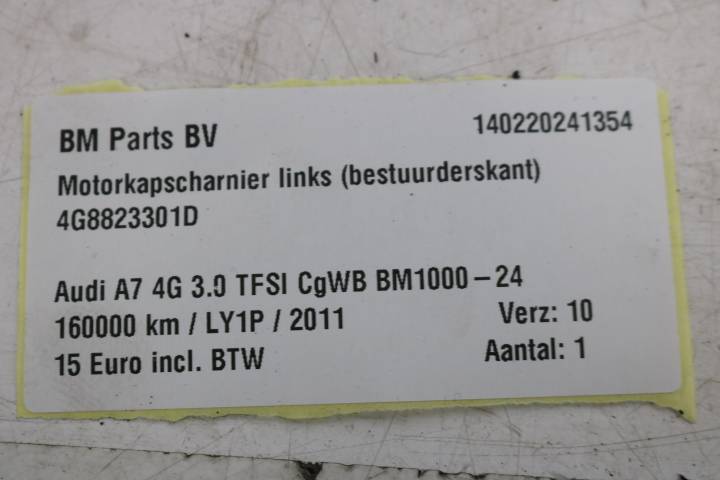 BM Parts BV 140220241354
Motorkapscharnier links (bestuurderskant)
4G8823301D
Audi A7 4G 3.0 TFSI CgWB BM1000-24
160000 km / LY1P / 2011 Verz: 10
15 Euro incl. BTW Aantal: 1